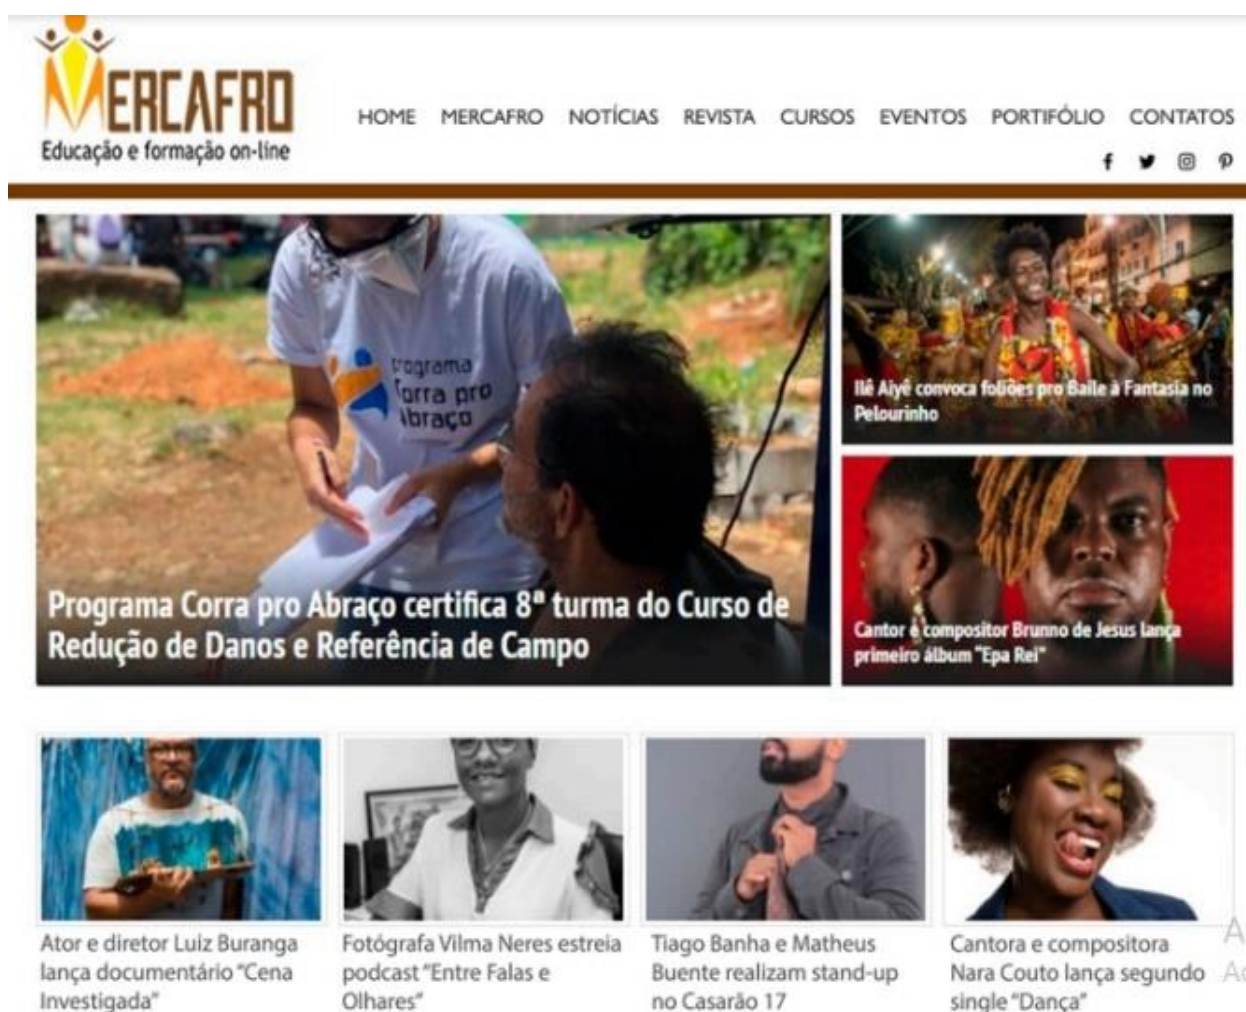 MERCAFRO
Educação e formação on-line
HOME MERCAFRO NOTÍCIAS REVISTA CURSOS EVENTOS PORTIFÓLIO CONTATOS
programa
Corra pro
Abraço
Programa Corra pro Abraço certifica 8ª turma do Curso de
Redução de Danos e Referência de Campo
Ilê Aiyê convoca foliões pro Baile à Fantasia no
Pelourinho
Cantor e compositor Brunno de Jesus lança
primeiro álbum "Epa Rei"
Ator e diretor Luiz Buranga
lança documentário "Cena
Investigada"
Fotógrafa Vilma Neres estreia
podcast "Entre Falas e
Olhares"
Tiago Banha e Matheus
Buente realizam stand-up
no Casarão 17
Cantora e compositora
Nara Couto lança segundo
single "Dança"